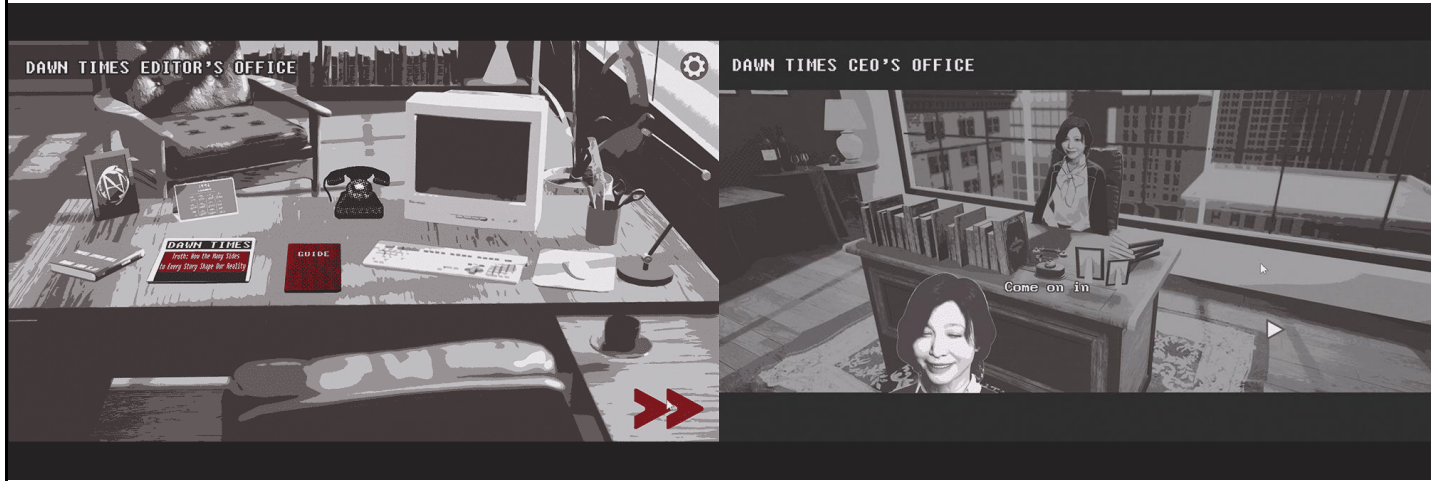 DAWN TIMES EDITOR'S OFFICE
DAWN TIMES CEO'S OFFICE
1996
DAWN TIMES
Truth: How the Many Sides
to Every Story Shape Our Reality
GUIDE
Come on in